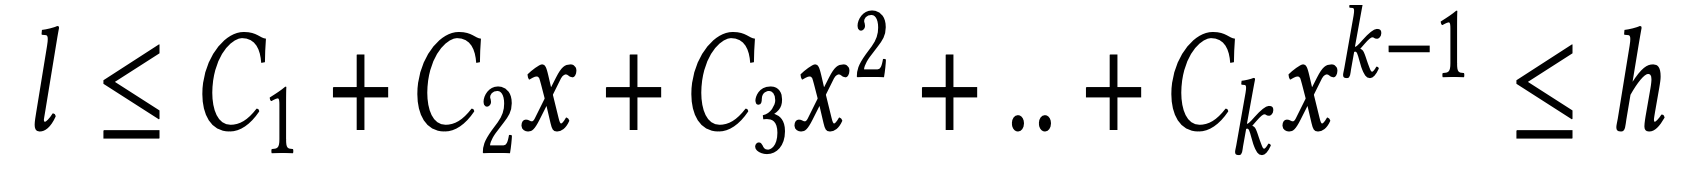 l ≤ C₁ + C₂x + C₃x² + .. + Cₖxᵏ⁻¹ ≤ h